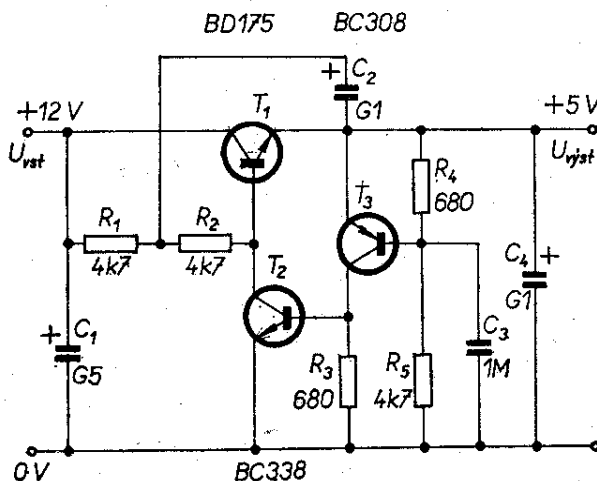 BD175 BC308
+ C2
G1
+12 V
Uvst
T1
+5 V
Uvýst
R1
4k7
R2
4k7
T3
R4
680
T2
C4 +
G1
+ C1
G5
R3
680
R5
4k7
C3
1M
0 V
BC338